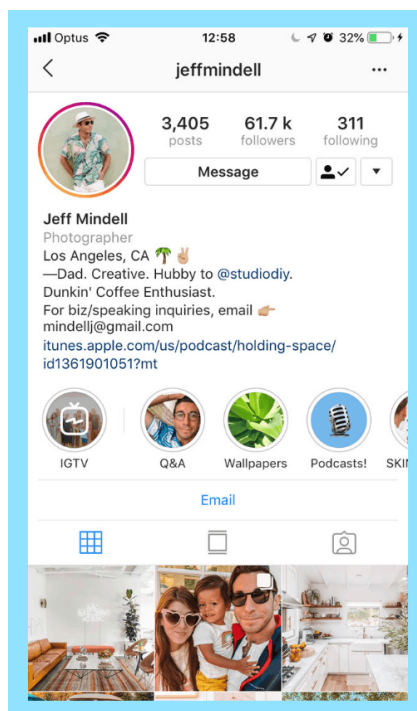 Optus 12:58 32%
jeffmindell
3,405 61.7 k 311
posts followers following
Message
Jeff Mindell
Photographer
Los Angeles, CA 🌴 ✌🏼
—Dad. Creative. Hubby to @studiodiy.
Dunkin' Coffee Enthusiast.
For biz/speaking inquiries, email 👉🏼
mindellj@gmail.com
itunes.apple.com/us/podcast/holding-space/
id1361901051?mt
IGTV Q&A Wallpapers Podcasts! SKI
Email